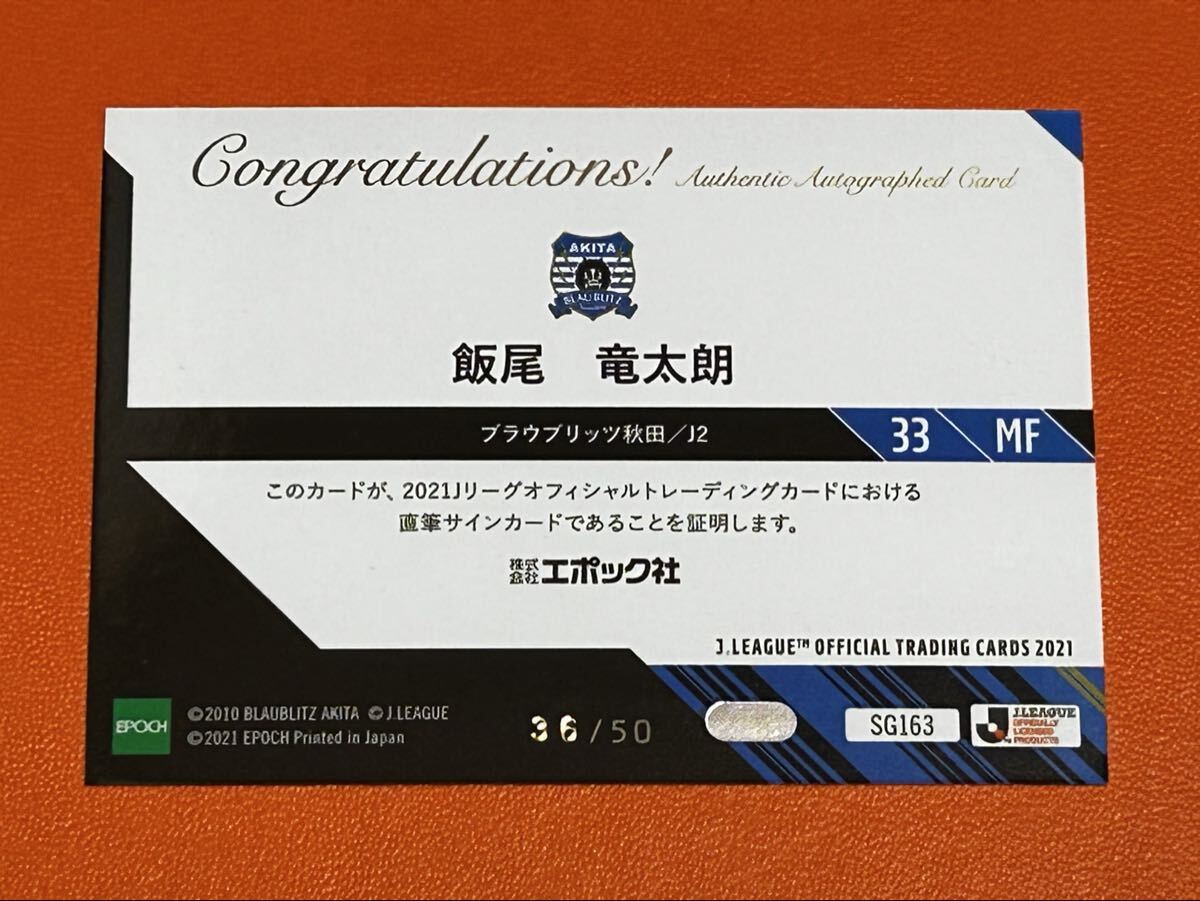 Congratulations! Authentic Autographed Card
AKITA
BLAUBLITZ
飯尾 竜太朗
ブラウブリッツ秋田／J2
33
MF
このカードが、2021Jリーグオフィシャルトレーディングカードにおける
直筆サインカードであることを証明します。
株式会社エポック社
J.LEAGUE™ OFFICIAL TRADING CARDS 2021
EPOCH
©2010 BLAUBLITZ AKITA ©J.LEAGUE
©2021 EPOCH Printed in Japan
36/50
SG163
J.LEAGUE
OFFICIALLY
LICENSED
PRODUCTS